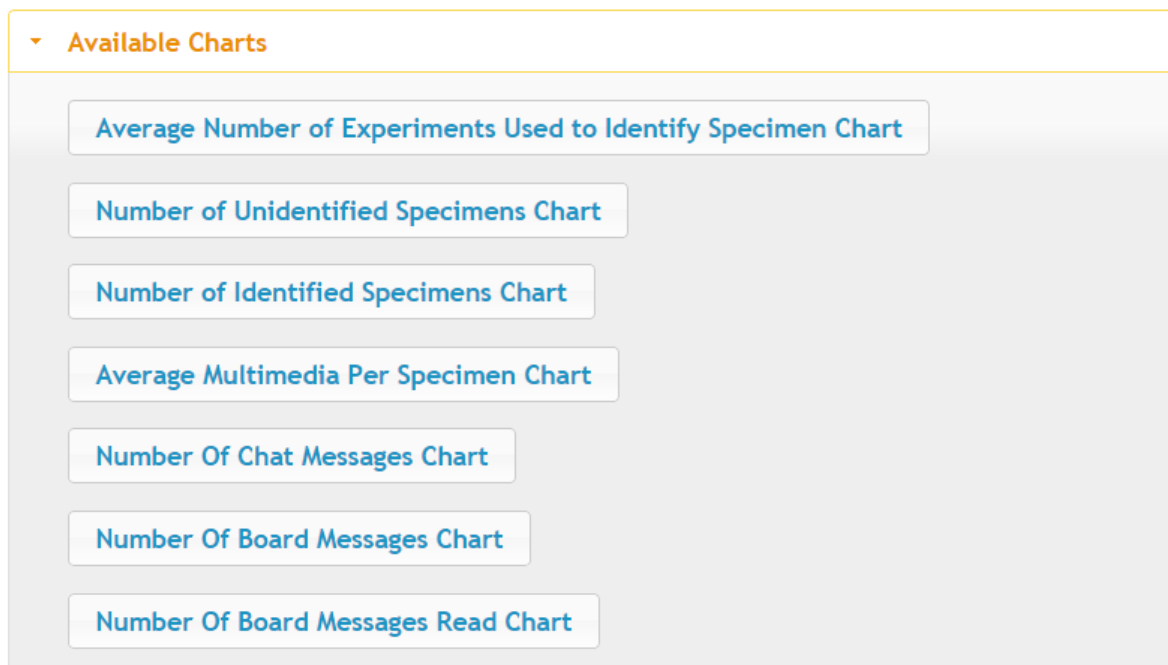 Available Charts
Average Number of Experiments Used to Identify Specimen Chart
Number of Unidentified Specimens Chart
Number of Identified Specimens Chart
Average Multimedia Per Specimen Chart
Number Of Chat Messages Chart
Number Of Board Messages Chart
Number Of Board Messages Read Chart